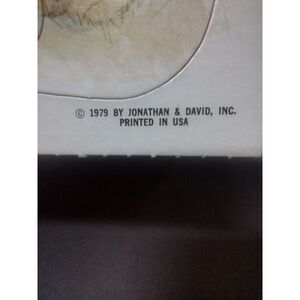 © 1979 BY JONATHAN & DAVID, INC.
PRINTED IN USA